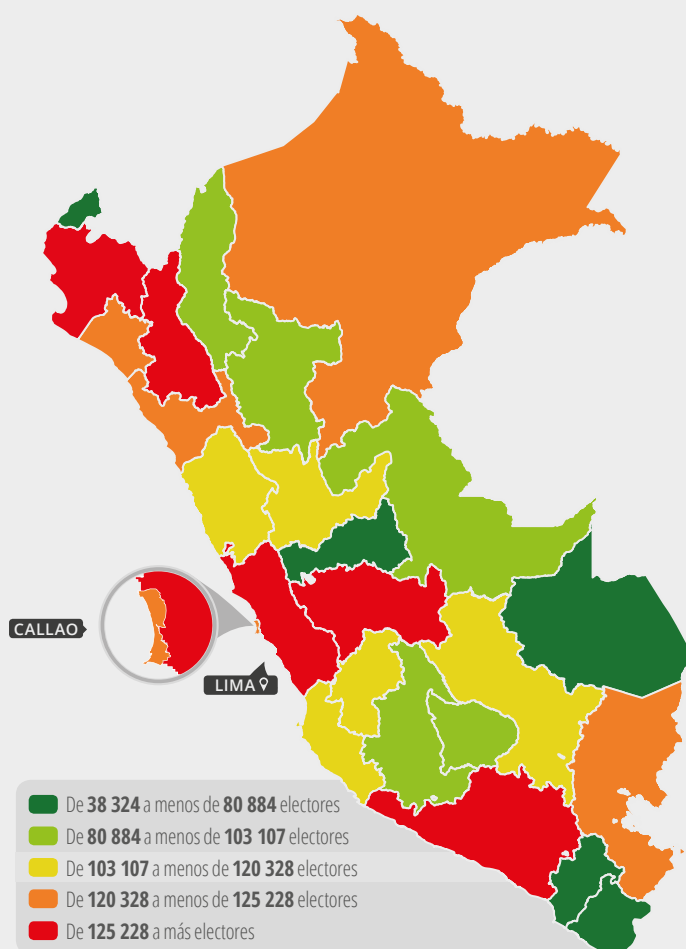 CALLAO
LIMA
De 38 324 a menos de 80 884 electores
De 80 884 a menos de 103 107 electores
De 103 107 a menos de 120 328 electores
De 120 328 a menos de 125 228 electores
De 125 228 a más electores